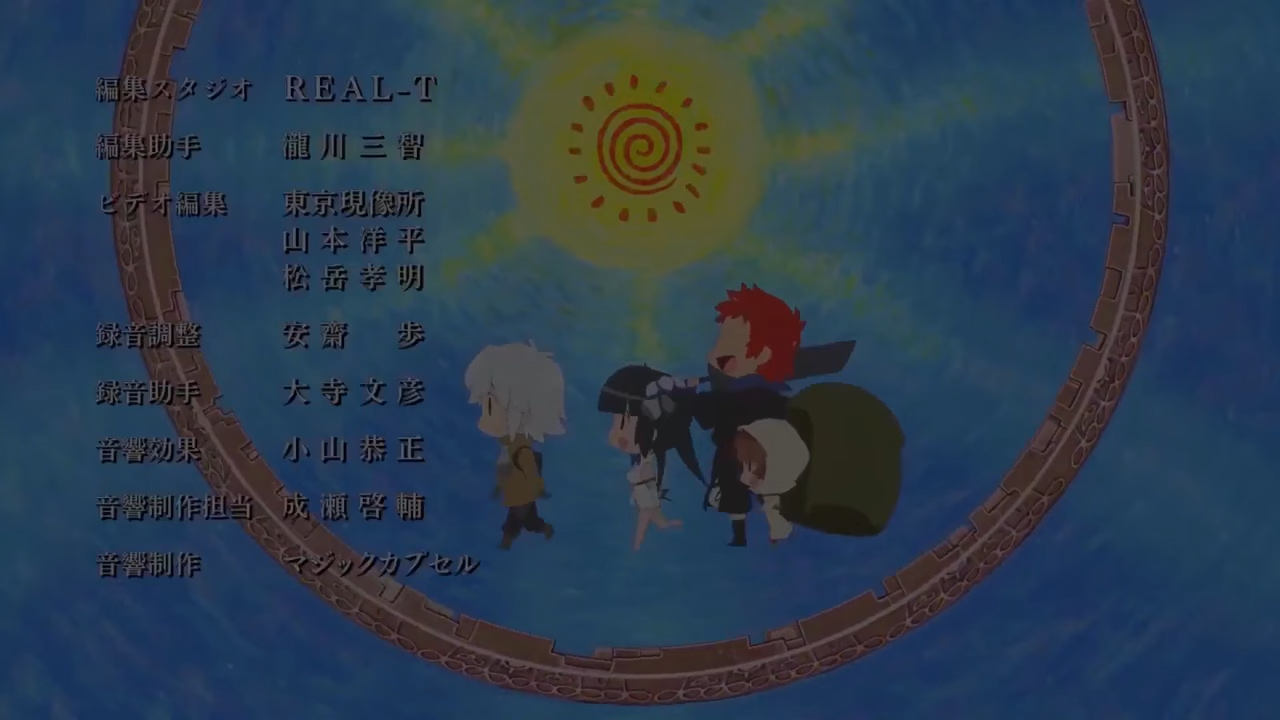 編集スタジオ REAL-T
編集助手 瀧川三智
ビデオ編集 東京現像所
山本洋平
松岳孝明
録音調整 安齋 歩
録音助手 大寺文彦
音響効果 小山恭正
音響制作担当 成瀬啓輔
音響制作 マジックカプセル